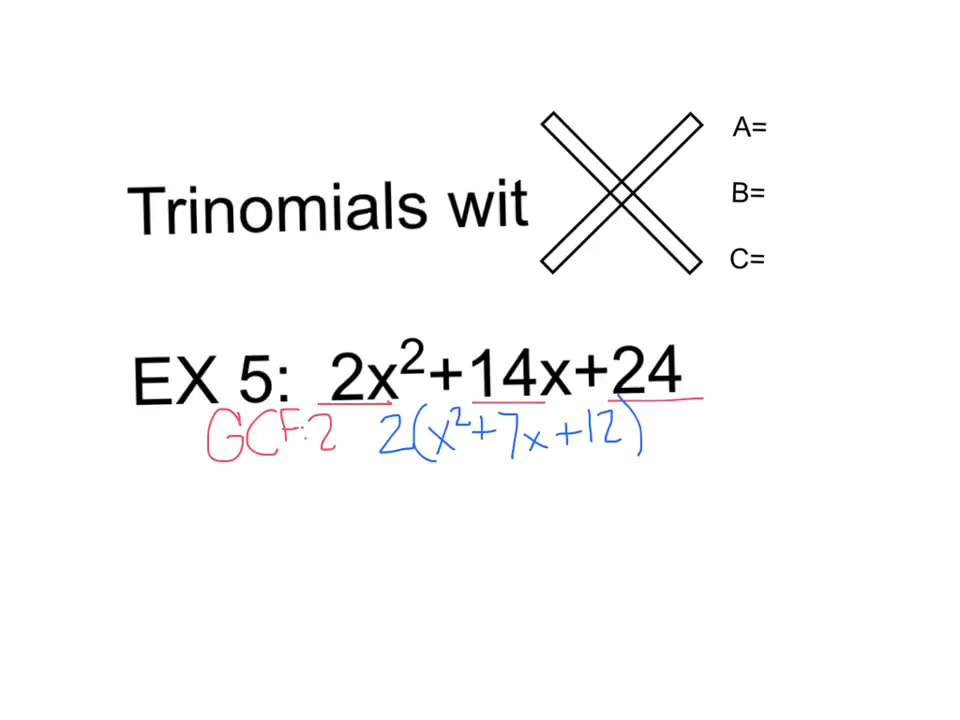 A=
B=
Trinomials wit
C=
EX 5: 2x²+14x+24
GCF:2 2(x²+7x+12)